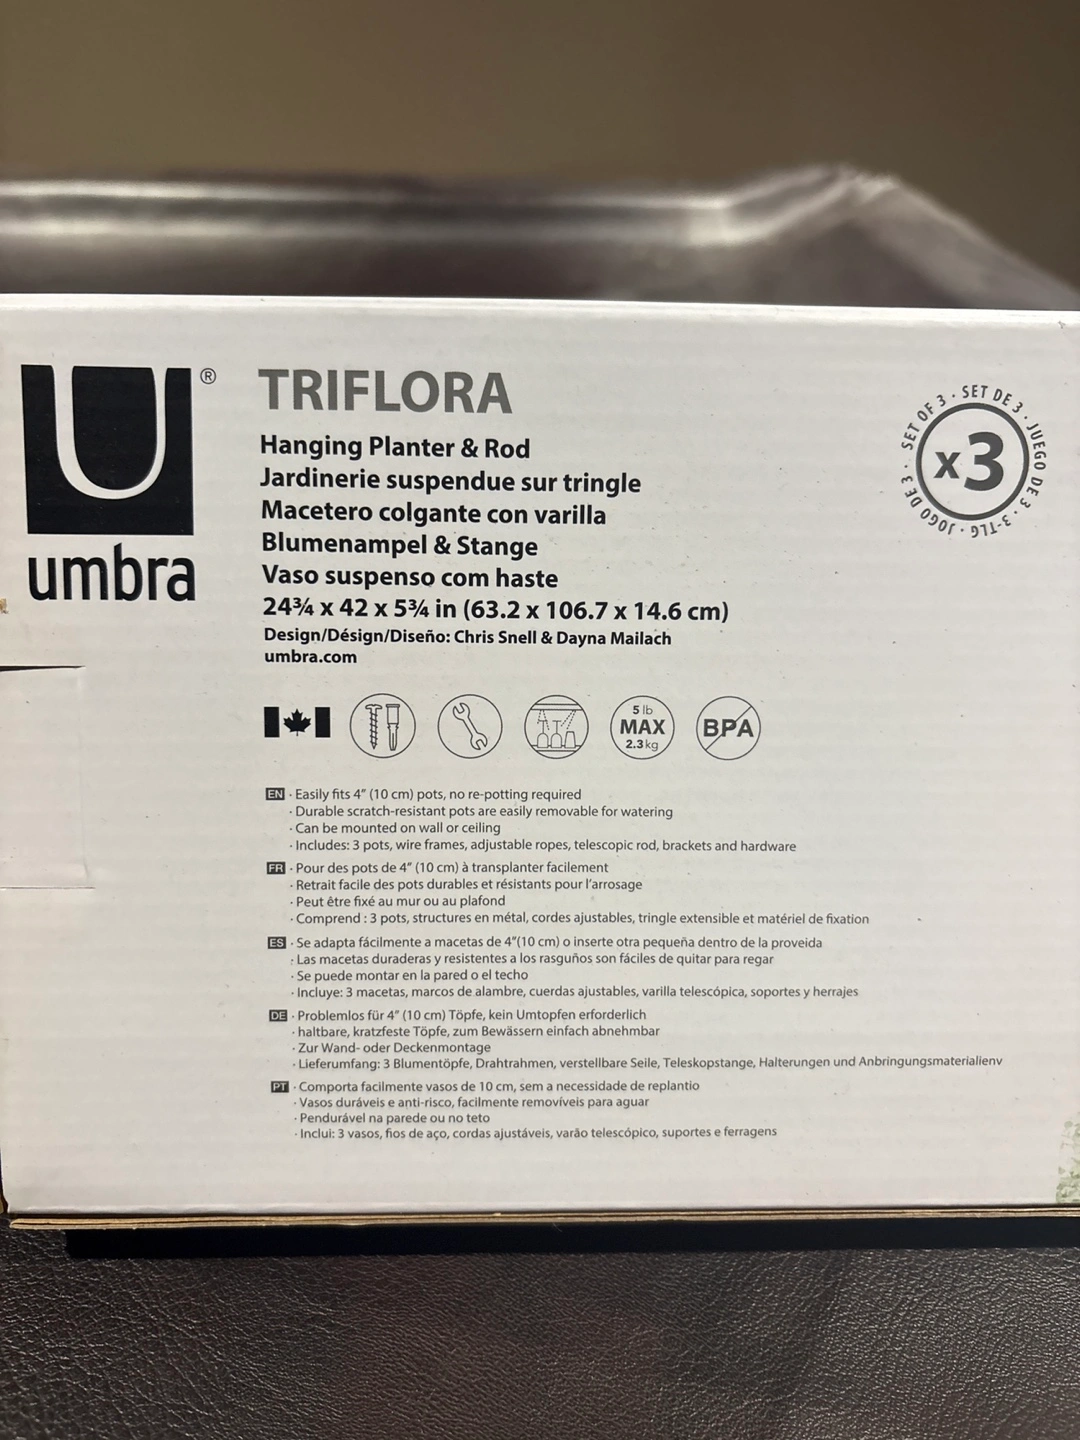 ®
umbra
TRIFLORA
Hanging Planter & Rod
Jardinerie suspendue sur tringle
Macetero colgante con varilla
Blumenampel & Stange
Vaso suspenso com haste
24¾ x 42 x 5¾ in (63.2 x 106.7 x 14.6 cm)
Design/Désign/Diseño: Chris Snell & Dayna Mailach
umbra.com
SET OF 3 · SET DE 3 · JUEGO DE 3 · 3-TLG · JOGO DE 3 ·
x3
5 lb
MAX
2.3 kg
BPA
EN · Easily fits 4" (10 cm) pots, no re-potting required
· Durable scratch-resistant pots are easily removable for watering
· Can be mounted on wall or ceiling
· Includes: 3 pots, wire frames, adjustable ropes, telescopic rod, brackets and hardware
FR · Pour des pots de 4" (10 cm) à transplanter facilement
· Retrait facile des pots durables et résistants pour l'arrosage
· Peut être fixé au mur ou au plafond
· Comprend : 3 pots, structures en métal, cordes ajustables, tringle extensible et matériel de fixation
ES · Se adapta fácilmente a macetas de 4"(10 cm) o inserte otra pequeña dentro de la proveida
· Las macetas duraderas y resistentes a los rasguños son fáciles de quitar para regar
· Se puede montar en la pared o el techo
· Incluye: 3 macetas, marcos de alambre, cuerdas ajustables, varilla telescópica, soportes y herrajes
DE · Problemlos für 4" (10 cm) Töpfe, kein Umtopfen erforderlich
· haltbare, kratzfeste Töpfe, zum Bewässern einfach abnehmbar
· Zur Wand- oder Deckenmontage
· Lieferumfang: 3 Blumentöpfe, Drahtrahmen, verstellbare Seile, Teleskopstange, Halterungen und Anbringungsmaterialienv
PT · Comporta facilmente vasos de 10 cm, sem a necessidade de replantio
· Vasos duráveis e anti-risco, facilmente removíveis para aguar
· Pendurável na parede ou no teto
· Inclui: 3 vasos, fios de aço, cordas ajustáveis, varão telescópico, suportes e ferragens